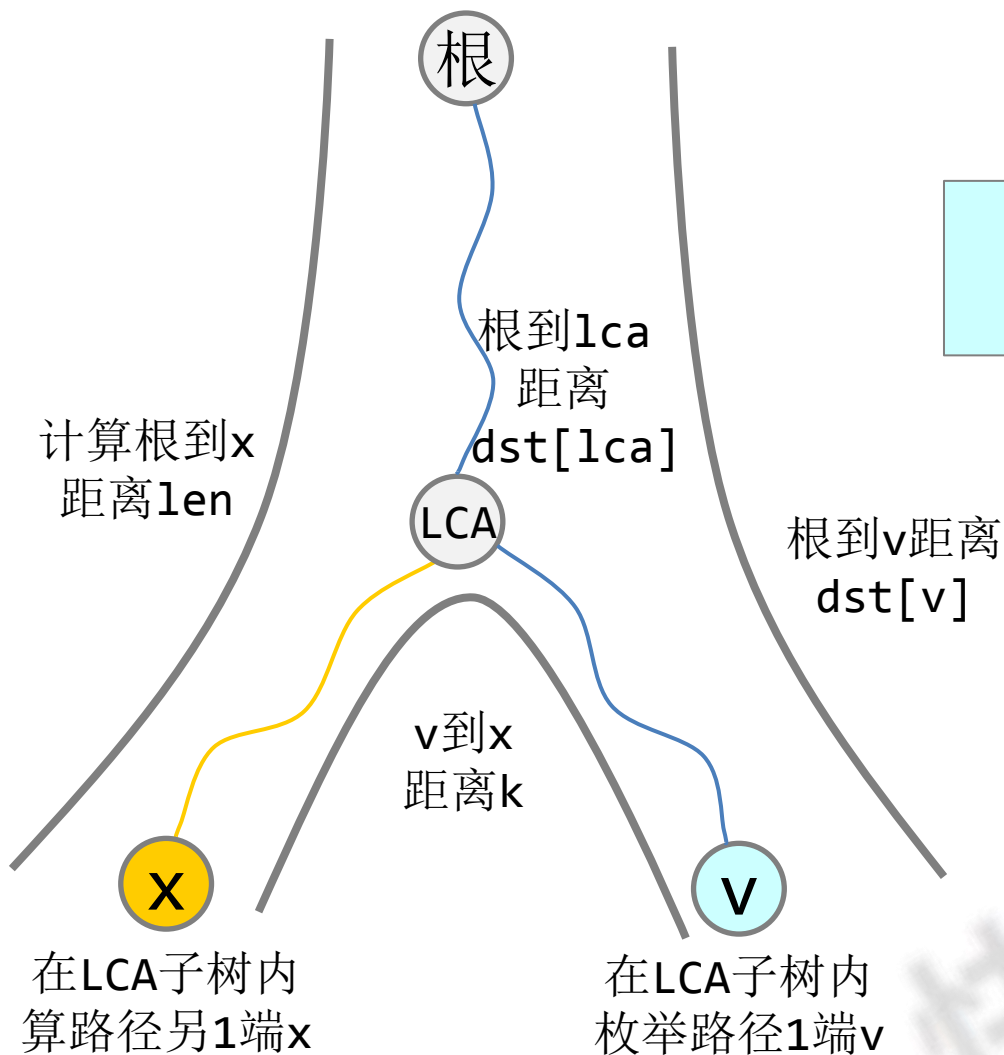 根
根到lca
距离
dst[lca]
计算根到x
距离len
LCA
根到v距离
dst[v]
v到x
距离k
x
v
在LCA子树内
算路径另1端x
在LCA子树内
枚举路径1端v